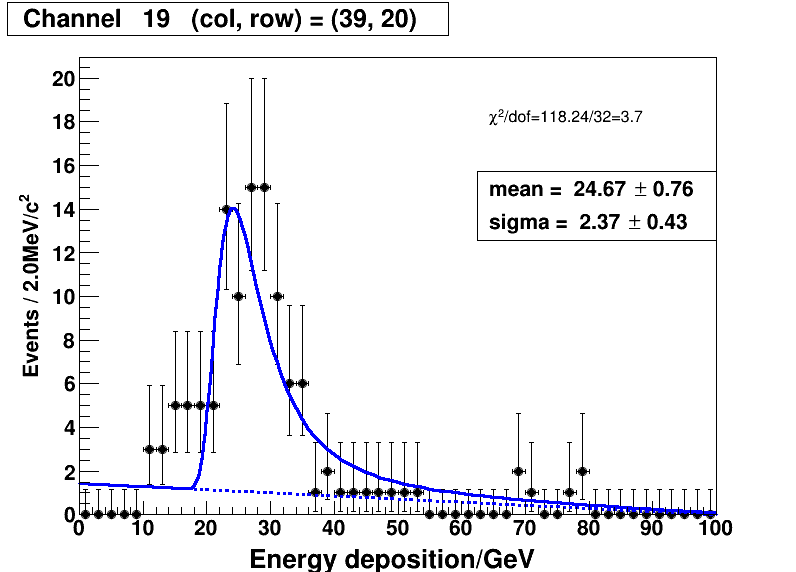 Channel 19 (col, row) = (39, 20)
χ²/dof=118.24/32=3.7
mean = 24.67 ± 0.76
sigma = 2.37 ± 0.43
Events / 2.0MeV/c²
20
18
16
14
12
10
8
6
4
2
0
0 10 20 30 40 50 60 70 80 90 100
Energy deposition/GeV